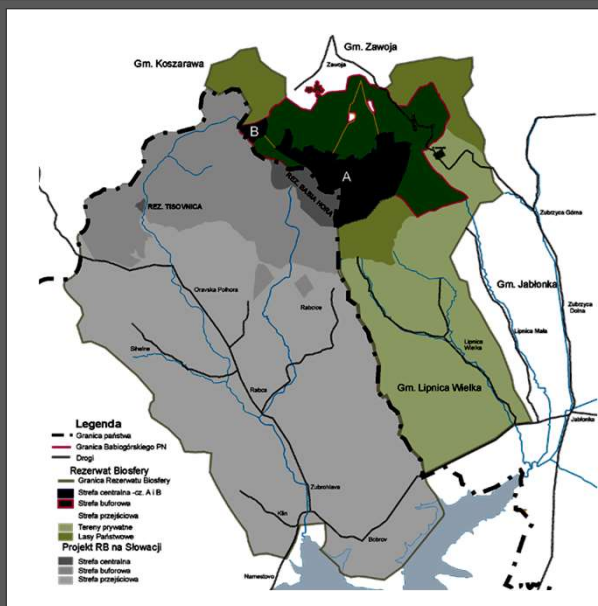 Gm. Zawoja
Gm. Koszarawa
Zawoja
B
A
REZ. BABIA HORA
REZ. TISOVNICA
Zubrzyca Górna
Gm. Jabłonka
Oravska Polhora
Rabcice
Zubrzyca
Dolna
Lipnica Mała
Sihelne
Lipnica
Wielka
Gm. Lipnica Wielka
Rabca
Jabłonka
Legenda
Granica państwa
Granica Babiogórskiego PN
Drogi
Rezerwat Biosfery
Granica Rezerwatu Biosfery
Strefa centralna -cz. A i B
Strefa buforowa
Strefa przejściowa
Tereny prywatne
Lasy Państwowe
Projekt RB na Słowacji
Strefa centralna
Strefa buforowa
Strefa przejściowa
Zubrohlava
Klin
Bobrov
Namestovo